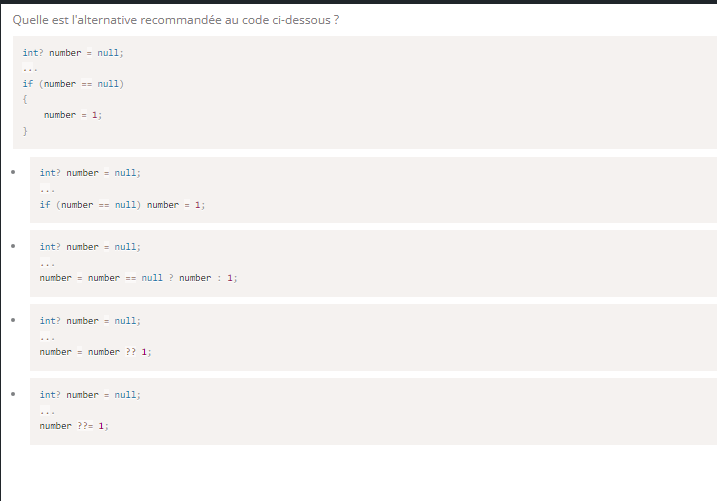 Quelle est l'alternative recommandée au code ci-dessous ?
int? number = null;
...
if (number == null)
{
number = 1;
}
int? number = null;
...
if (number == null) number = 1;
int? number = null;
...
number = number == null ? number : 1;
int? number = null;
...
number = number ?? 1;
int? number = null;
...
number ??= 1;